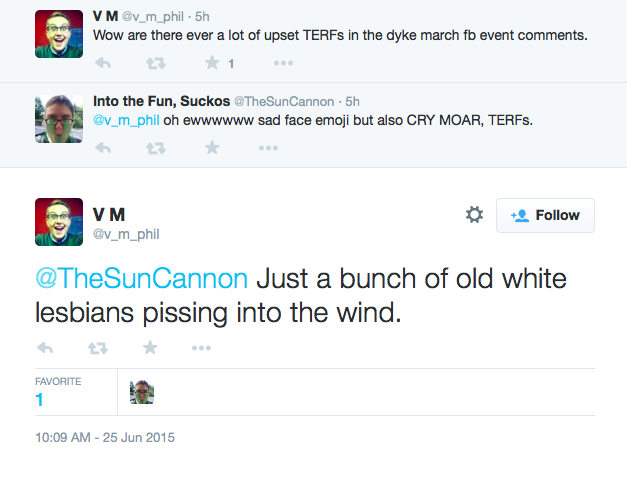 V M @v_m_phil · 5h
Wow are there ever a lot of upset TERFs in the dyke march fb event comments.
1
Into the Fun, Suckos @TheSunCannon · 5h
@v_m_phil oh ewwwwww sad face emoji but also CRY MOAR, TERFs.
V M
@v_m_phil
Follow
@TheSunCannon Just a bunch of old white
lesbians pissing into the wind.
FAVORITE
1
10:09 AM - 25 Jun 2015